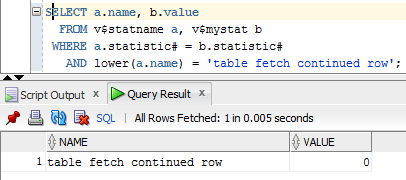 SELECT a.name, b.value
FROM v$statname a, v$mystat b
WHERE a.statistic# = b.statistic#
AND lower(a.name) = 'table fetch continued row';
Script Output x Query Result x
SQL | All Rows Fetched: 1 in 0.005 seconds
NAME VALUE
1 table fetch continued row 0